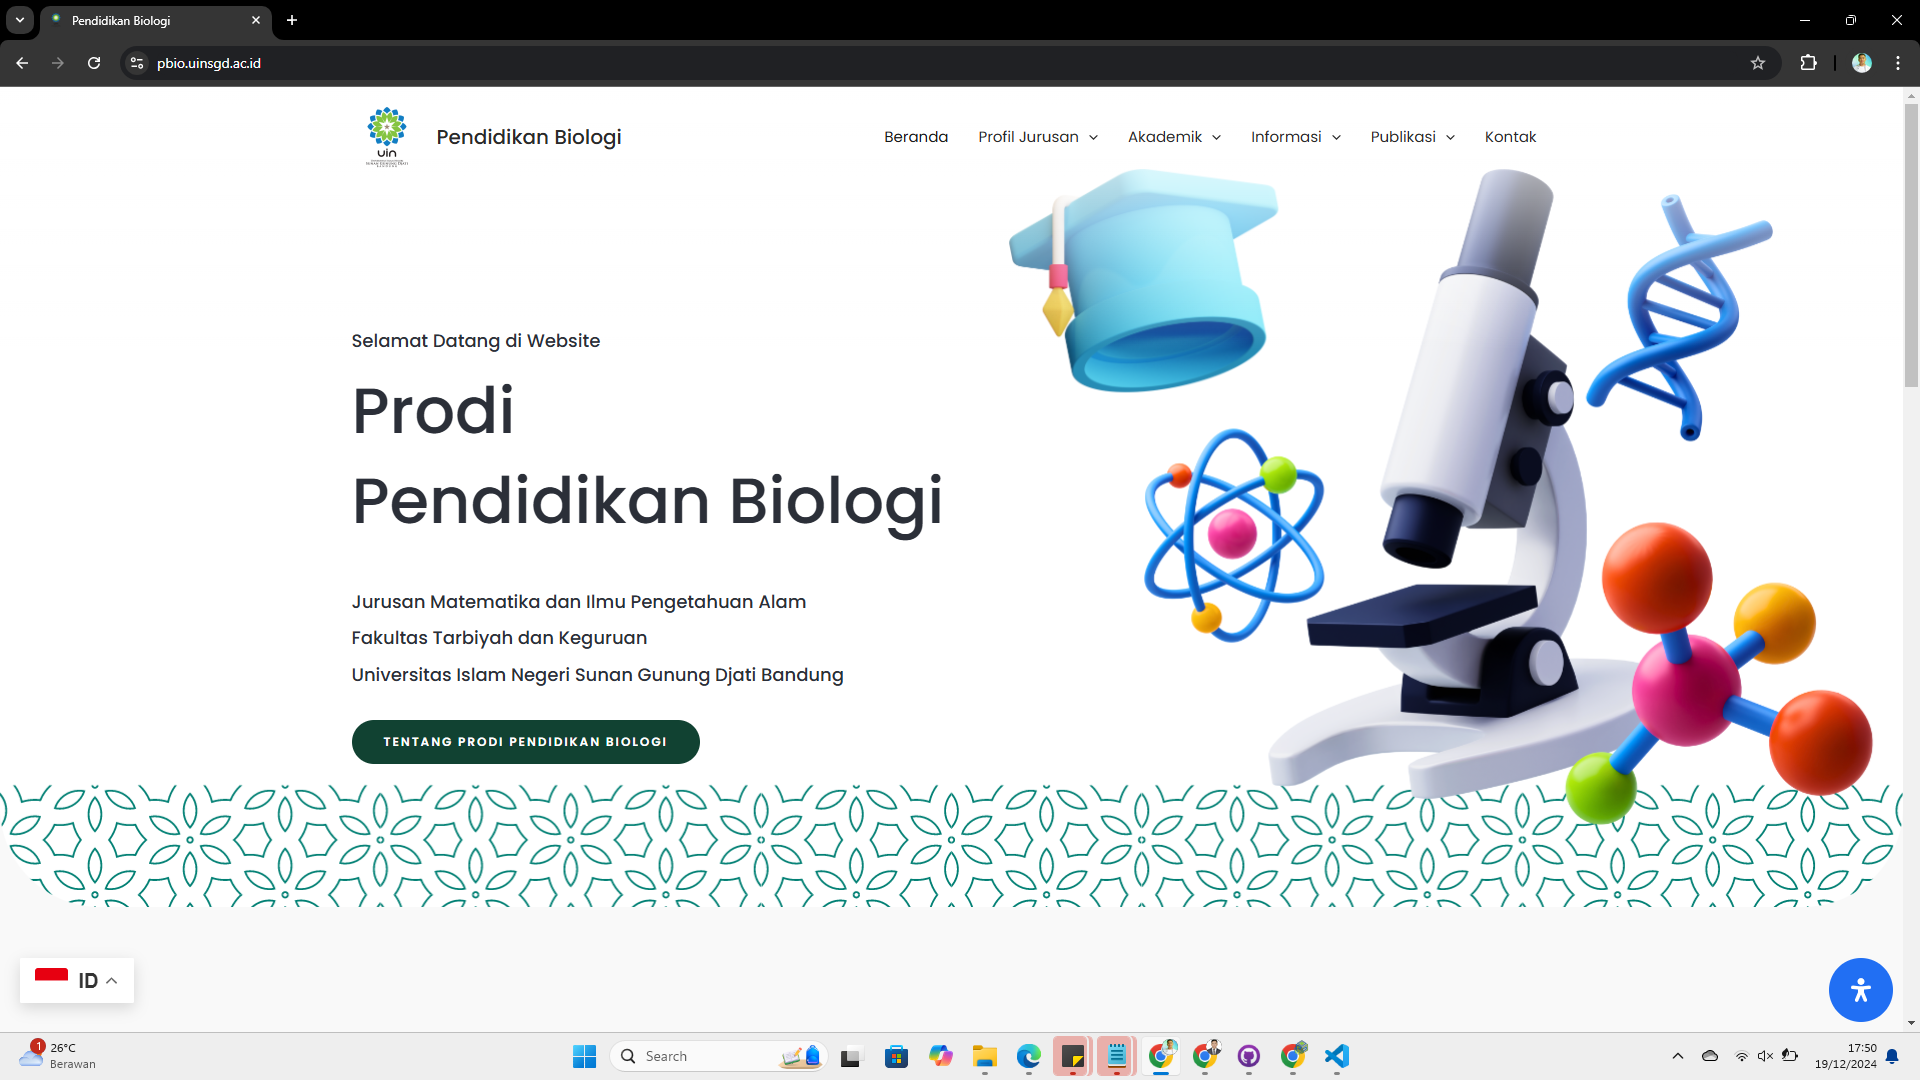 Pendidikan Biologi
pbio.uinsgd.ac.id
uin
Pendidikan Biologi
Beranda
Profil Jurusan
Akademik
Informasi
Publikasi
Kontak
Selamat Datang di Website
Prodi
Pendidikan Biologi
Jurusan Matematika dan Ilmu Pengetahuan Alam
Fakultas Tarbiyah dan Keguruan
Universitas Islam Negeri Sunan Gunung Djati Bandung
TENTANG PRODI PENDIDIKAN BIOLOGI
ID
1
26°C
Berawan
Search
17:50
19/12/2024